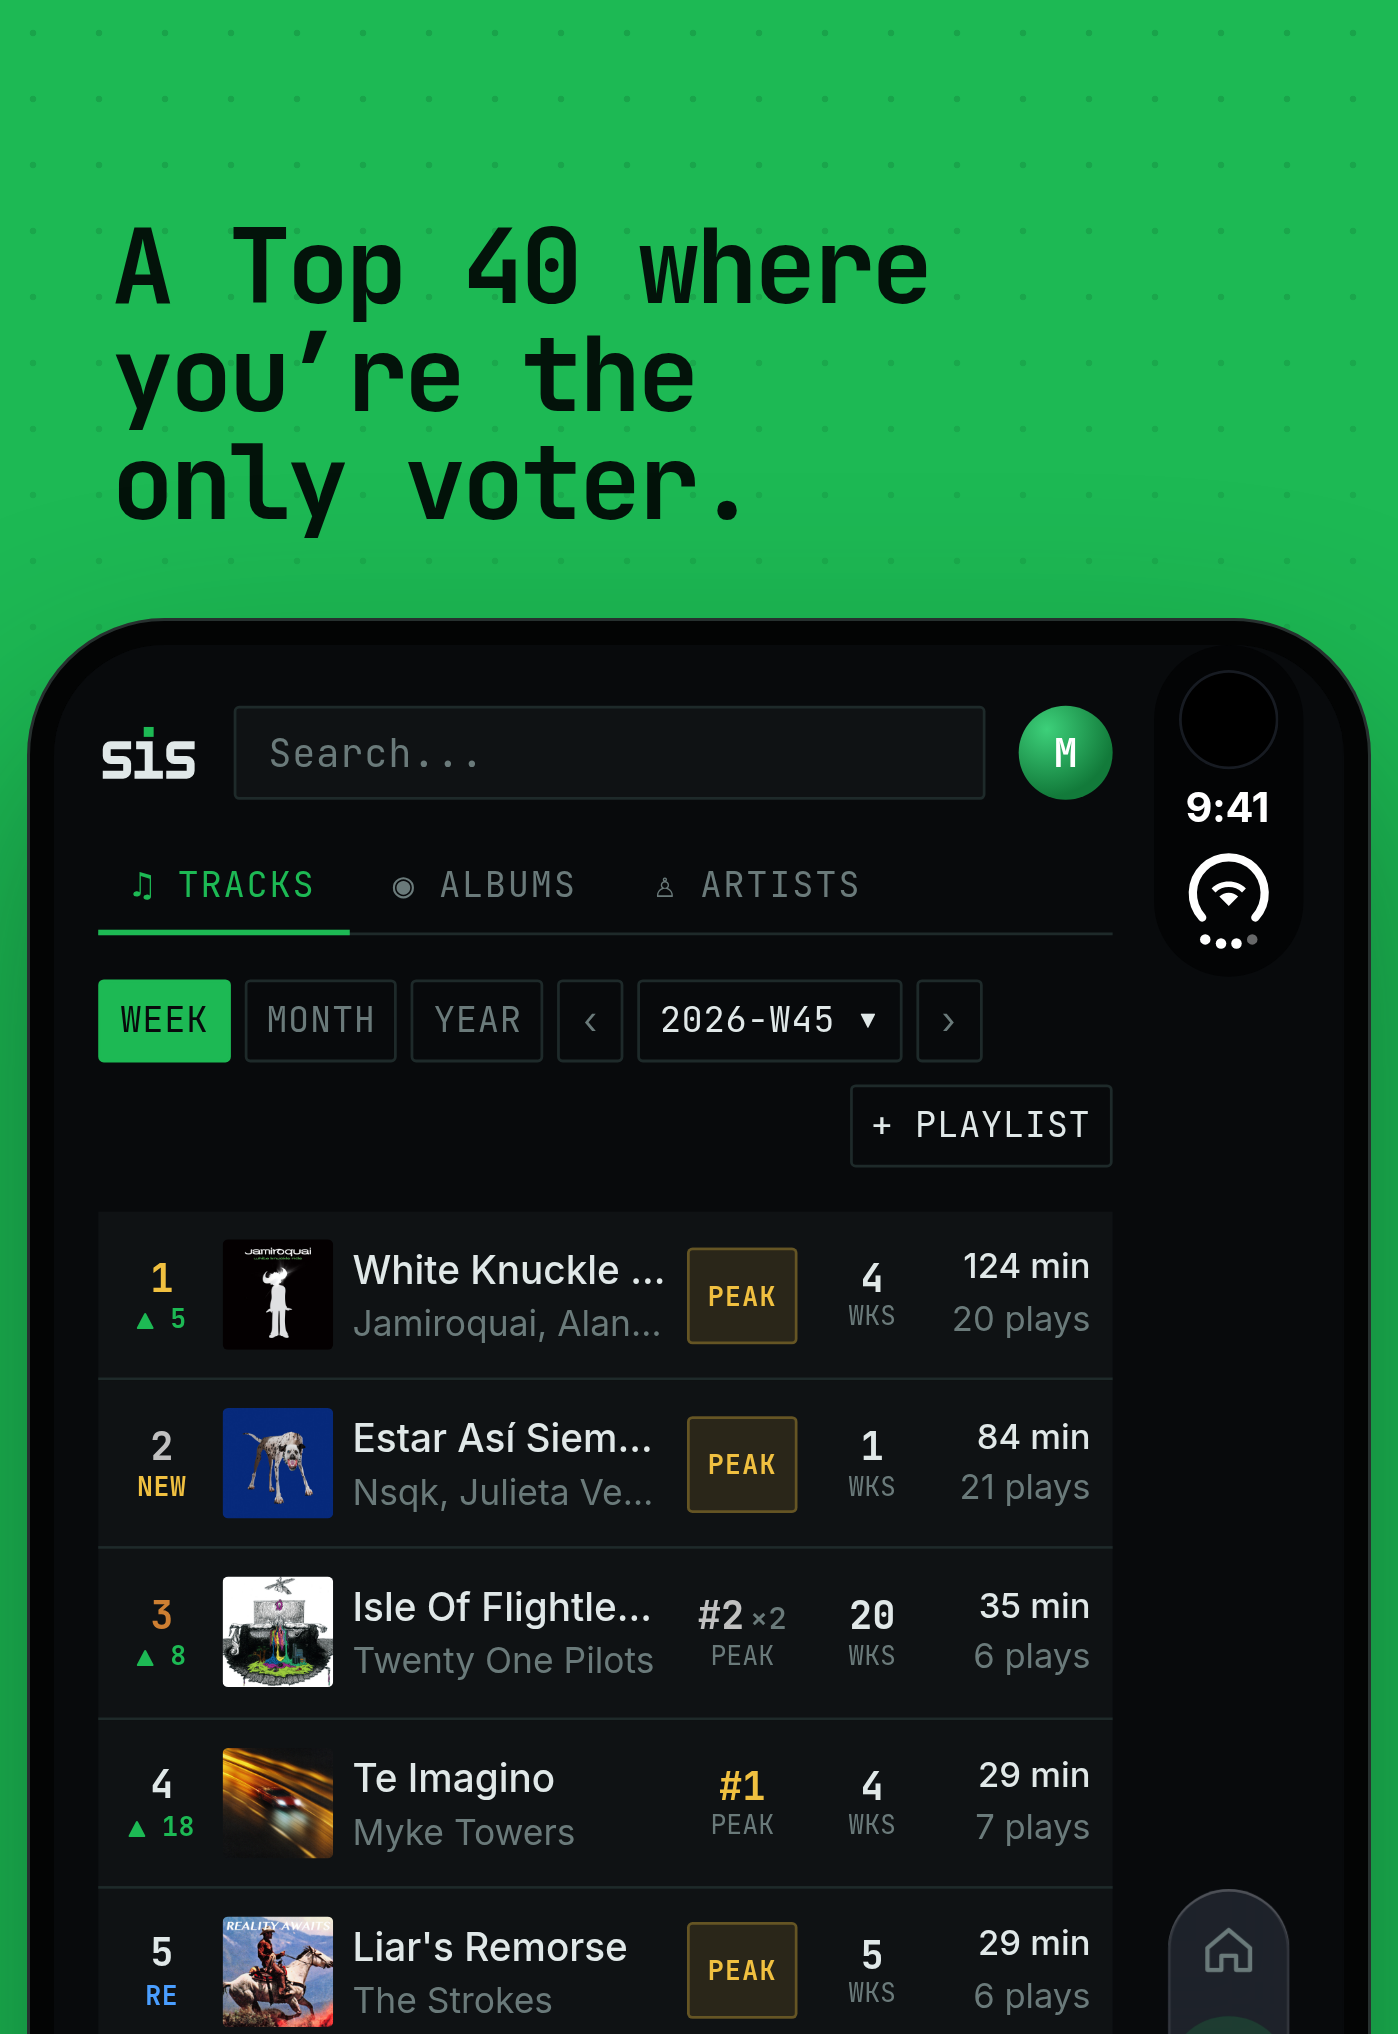 A Top 40 where
you’re the
only voter.
sis
Search...
M
9:41
♫ TRACKS
◉ ALBUMS
♙ ARTISTS
WEEK
MONTH
YEAR
‹
2026-W45 ▼
›
+ PLAYLIST
1
▲ 5
Jamiroquai
White Knuckle ...
Jamiroquai, Alan...
PEAK
4
WKS
124 min
20 plays
2
NEW
Estar Así Siem...
Nsqk, Julieta Ve...
PEAK
1
WKS
84 min
21 plays
3
▲ 8
Isle Of Flightle...
Twenty One Pilots
#2 ×2
PEAK
20
WKS
35 min
6 plays
4
▲ 18
Te Imagino
Myke Towers
#1
PEAK
4
WKS
29 min
7 plays
5
RE
REALITY AWAITS
Liar's Remorse
The Strokes
PEAK
5
WKS
29 min
6 plays